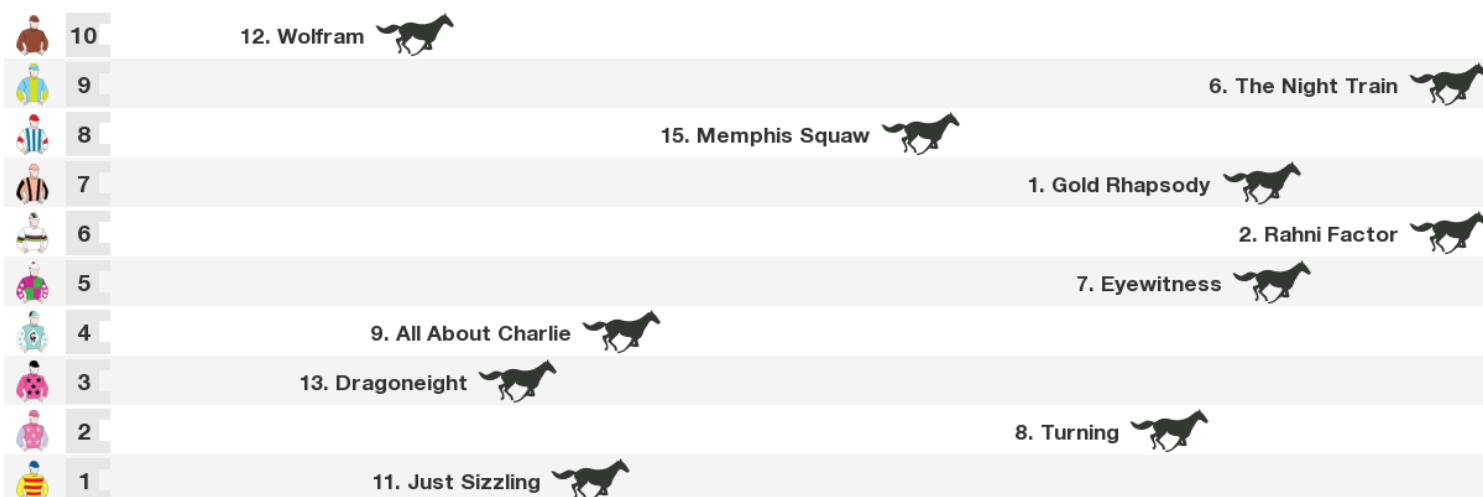 10 12. Wolfram
9 6. The Night Train
8 15. Memphis Squaw
7 1. Gold Rhapsody
6 2. Rahni Factor
5 7. Eyewitness
4 9. All About Charlie
3 13. Dragoneight
2 8. Turning
1 11. Just Sizzling